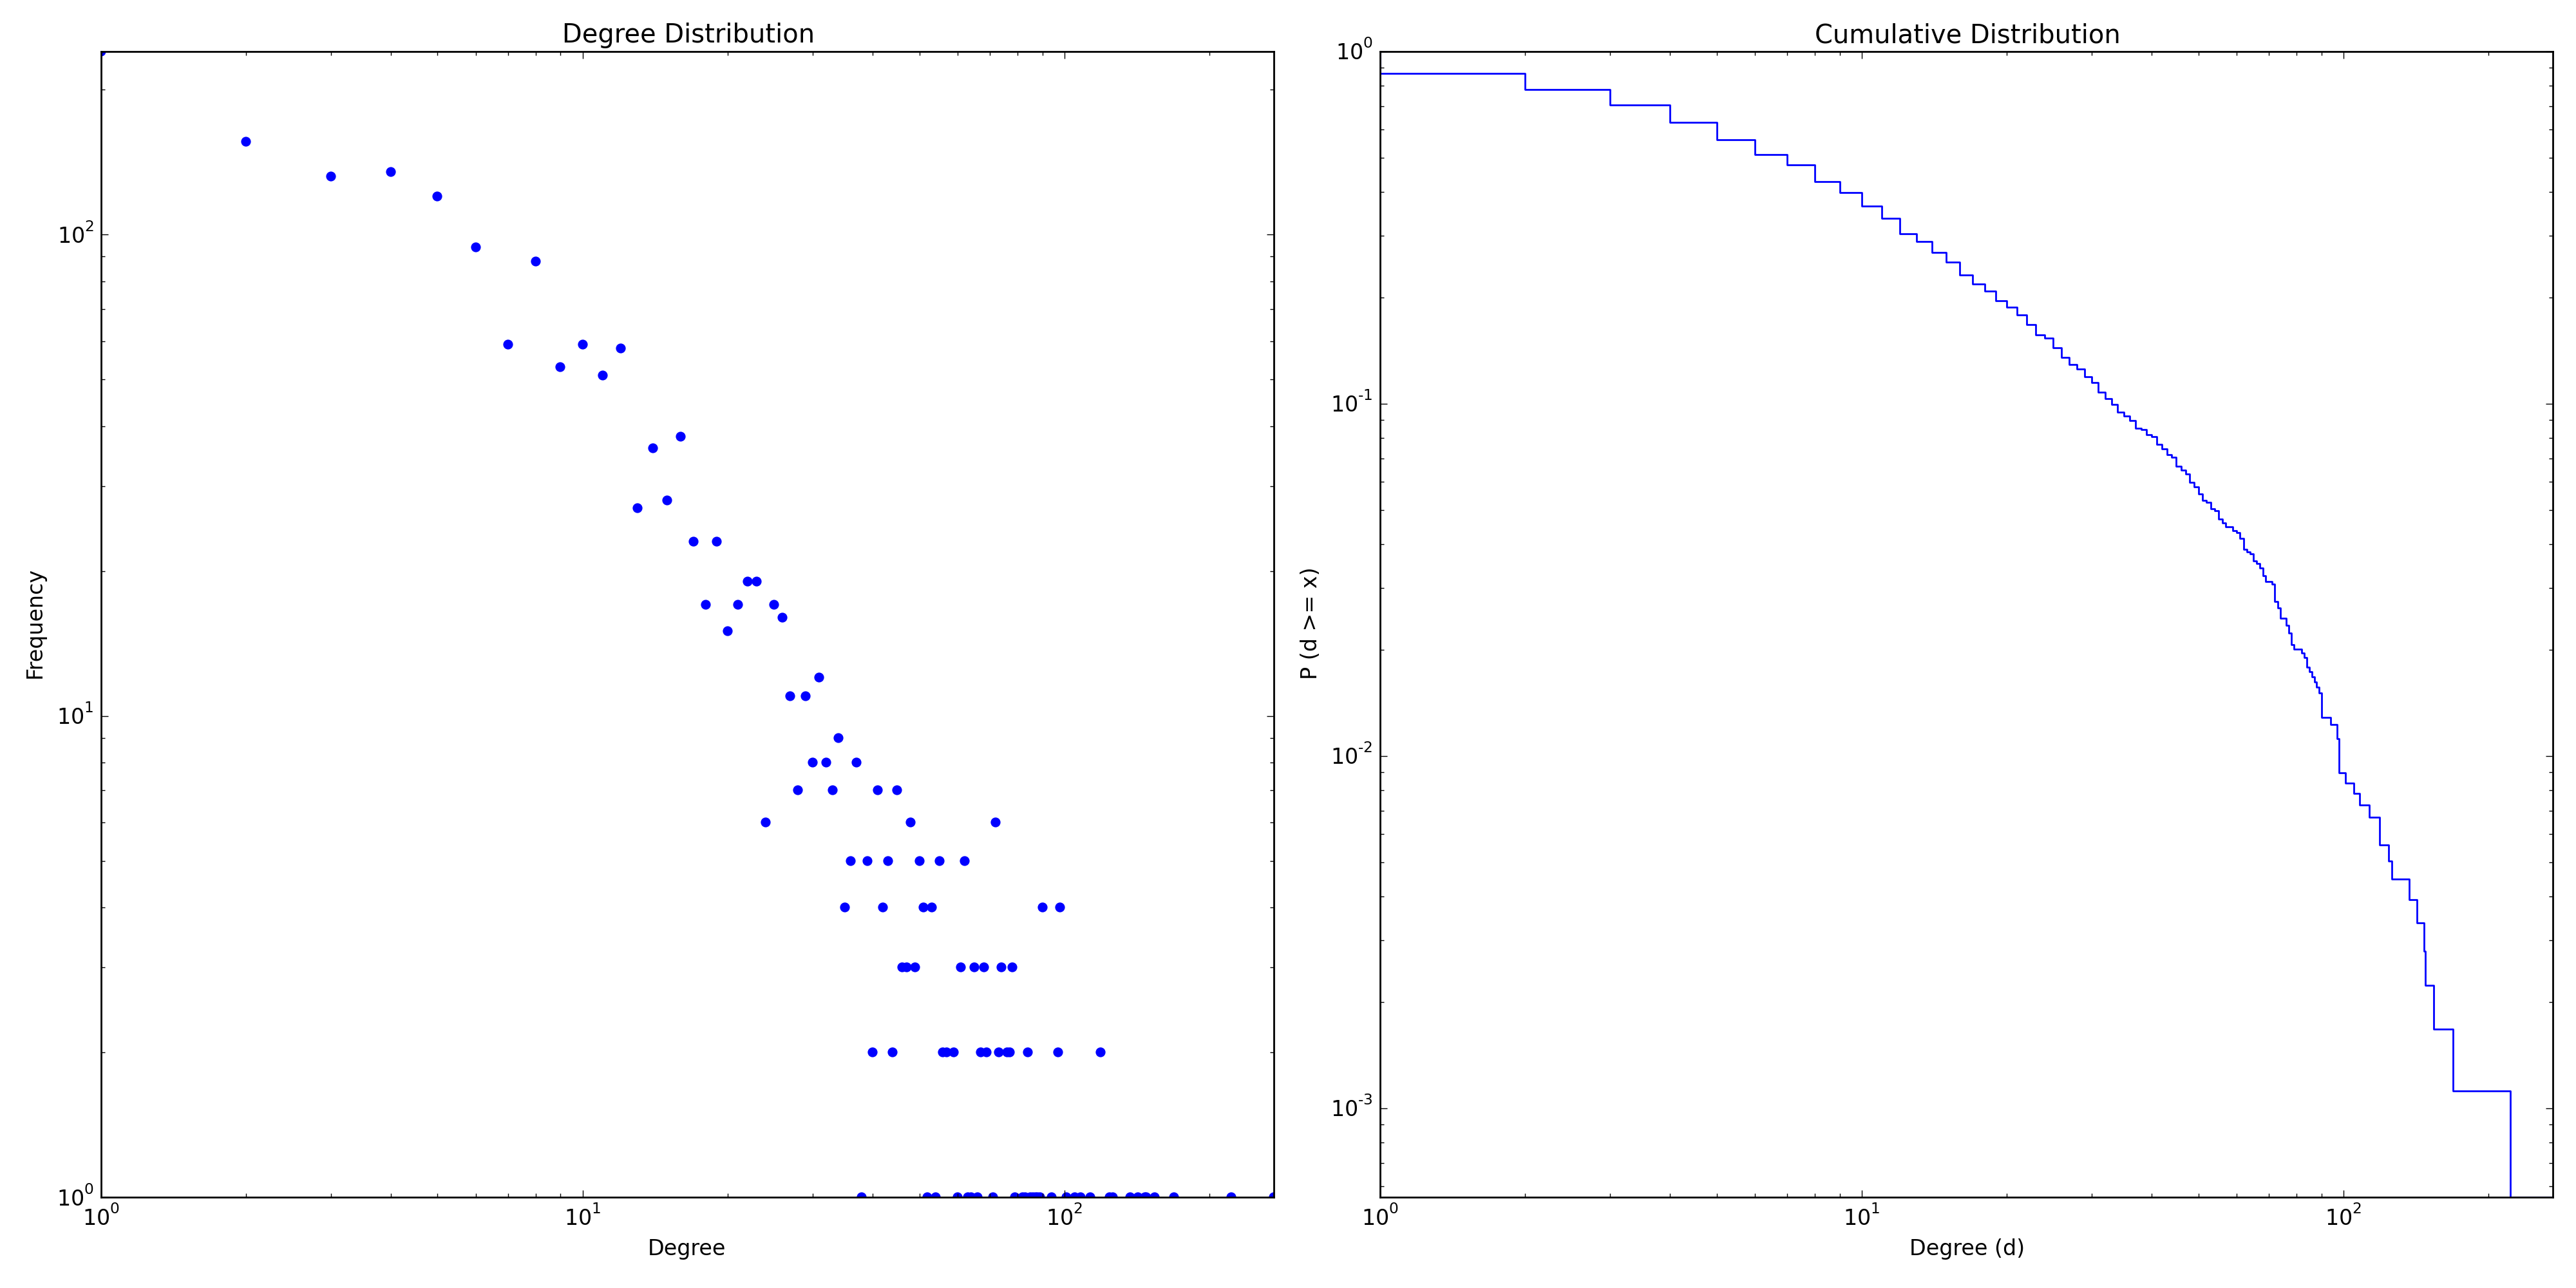 Degree Distribution
Frequency
10^2
10^1
10^0
10^0 10^1 10^2
Degree
Cumulative Distribution
P (d >= x)
10^0
10^-1
10^-2
10^-3
10^0 10^1 10^2
Degree (d)